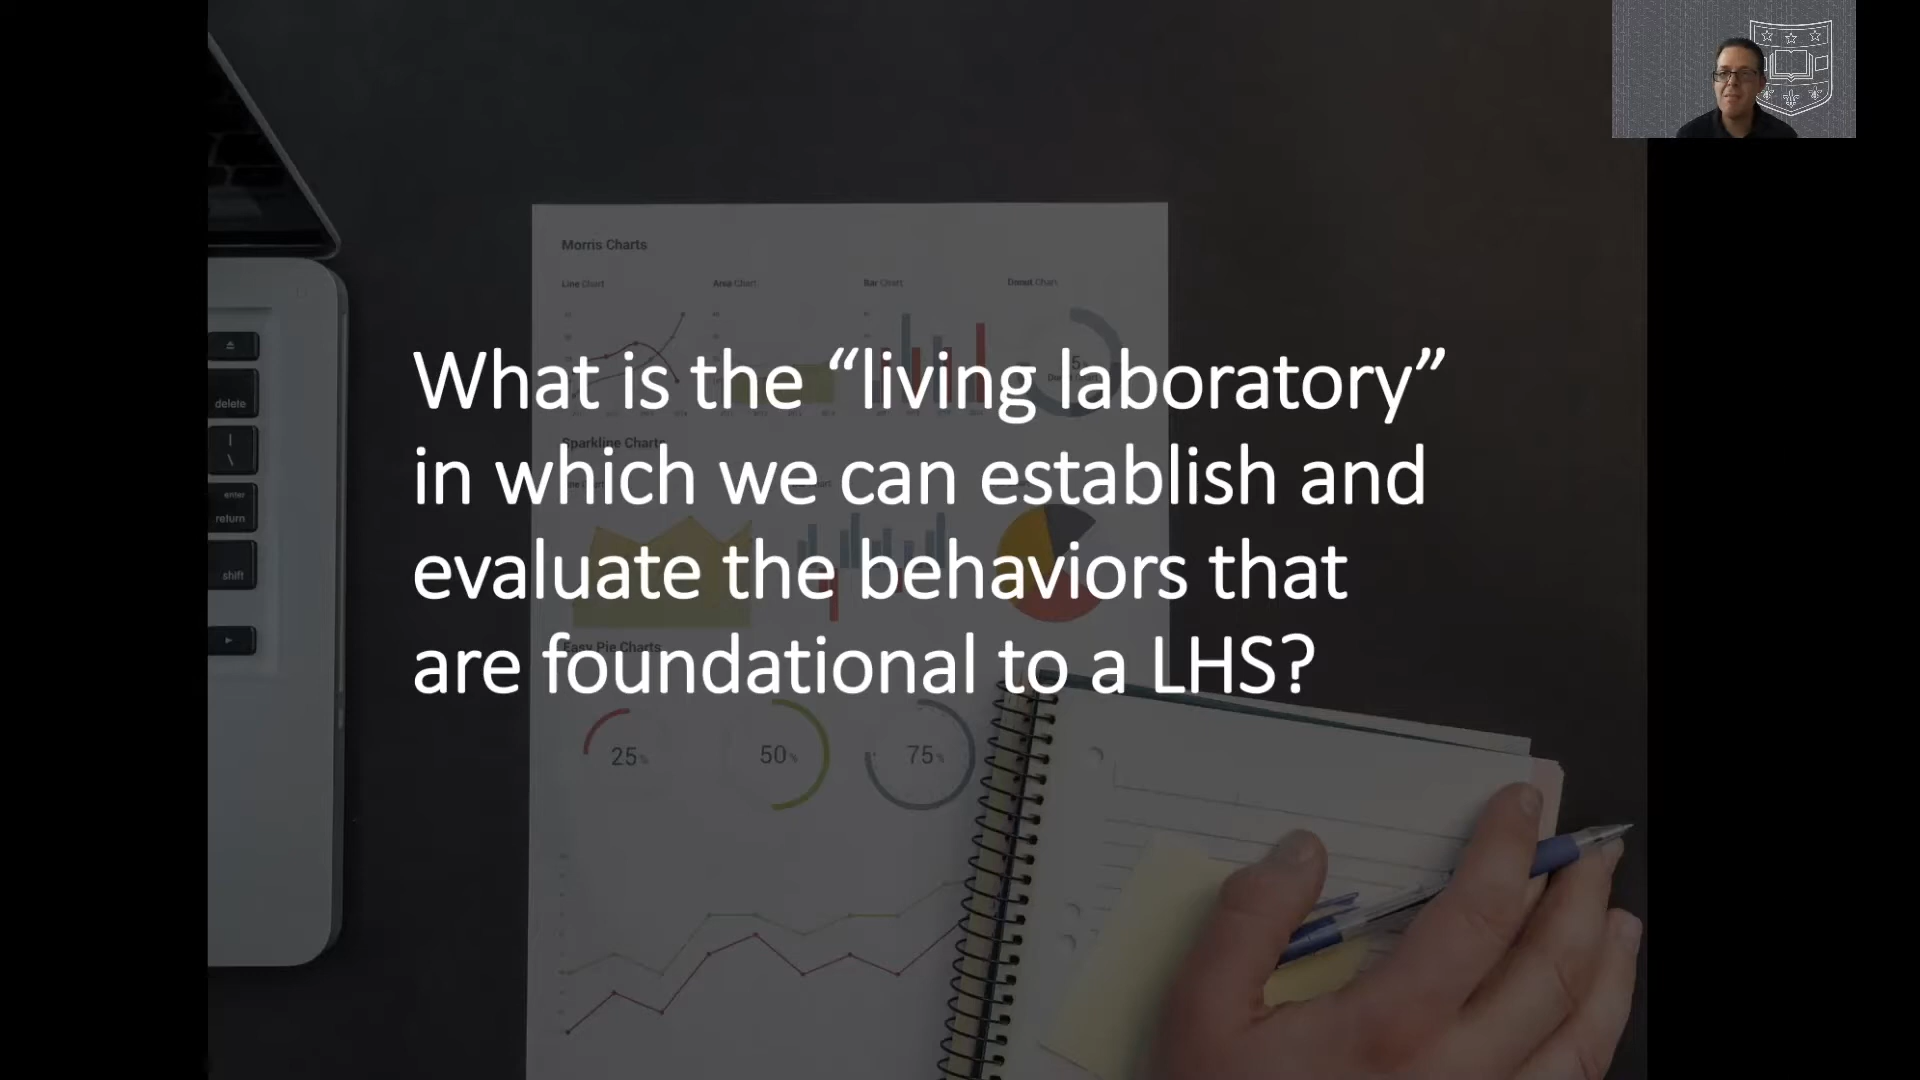 What is the “living laboratory”
in which we can establish and
evaluate the behaviors that
are foundational to a LHS?
Morris Charts
Line Chart
Area Chart
Bar Chart
Donut Chart
Sparkline Charts
Easy Pie Charts
25%
50%
75%
delete
enter
return
shift